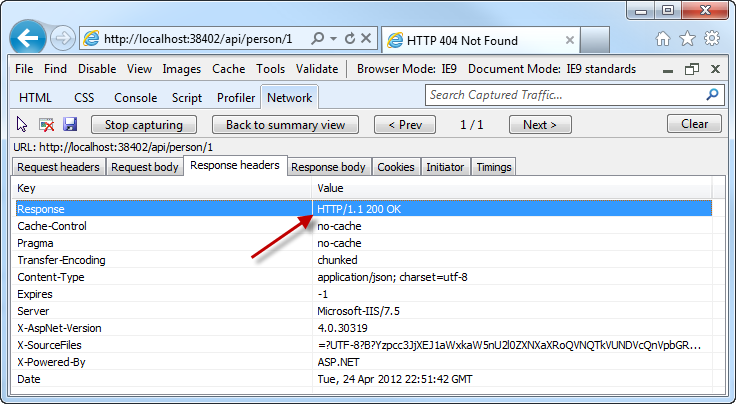 http://localhost:38402/api/person/1
HTTP 404 Not Found
File Find Disable View Images Cache Tools Validate Browser Mode: IE9 Document Mode: IE9 standards
HTML CSS Console Script Profiler Network Search Captured Traffic...
Stop capturing Back to summary view < Prev 1 / 1 Next > Clear
URL: http://localhost:38402/api/person/1
Request headers Request body Response headers Response body Cookies Initiator Timings
Key Value
Response HTTP/1.1 200 OK
Cache-Control no-cache
Pragma no-cache
Transfer-Encoding chunked
Content-Type application/json; charset=utf-8
Expires -1
Server Microsoft-IIS/7.5
X-AspNet-Version 4.0.30319
X-SourceFiles =?UTF-8?B?Yzpcc3JjXEJ1aWxkaW5nU2l0ZXNXaXRoQVNQTkVUNDVcQnVpbGR...
X-Powered-By ASP.NET
Date Tue, 24 Apr 2012 22:51:42 GMT